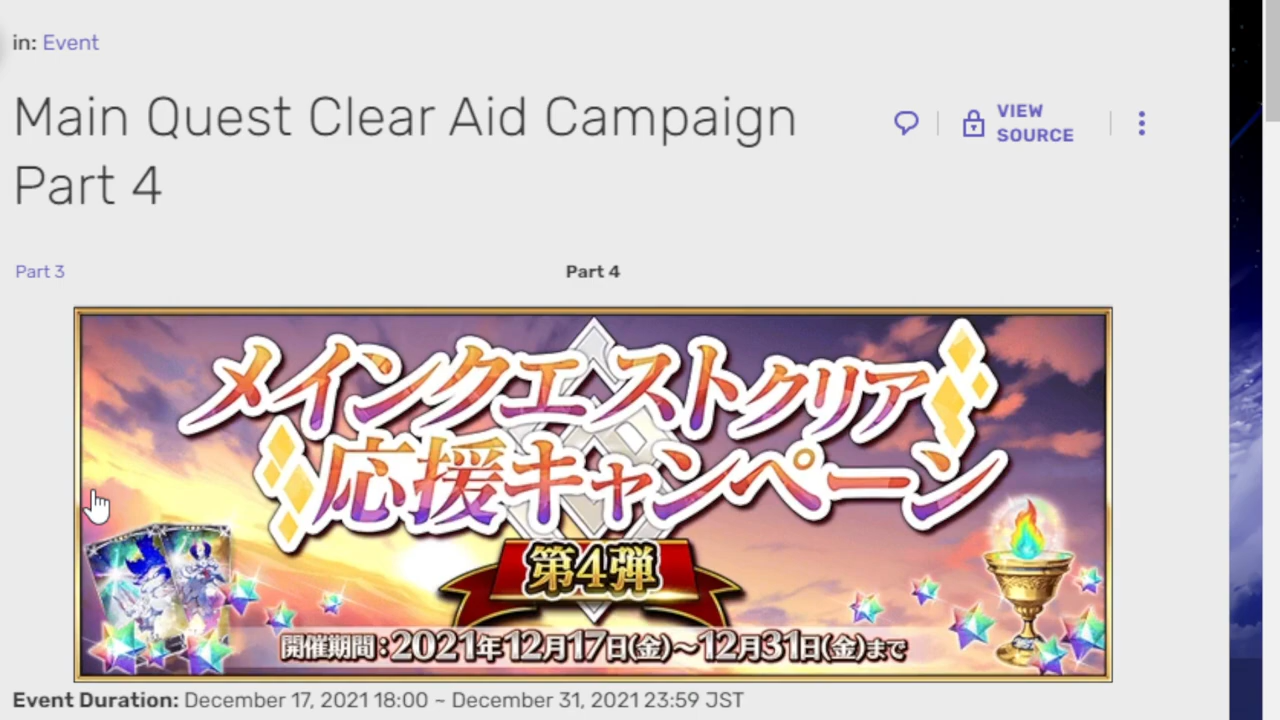 in: Event
Main Quest Clear Aid Campaign
Part 4
VIEW
SOURCE
Part 3
Part 4
メインクエストクリア
応援キャンペーン
第4弾
開催期間:2021年12月17日(金)~12月31日(金)まで
Event Duration: December 17, 2021 18:00 ~ December 31, 2021 23:59 JST